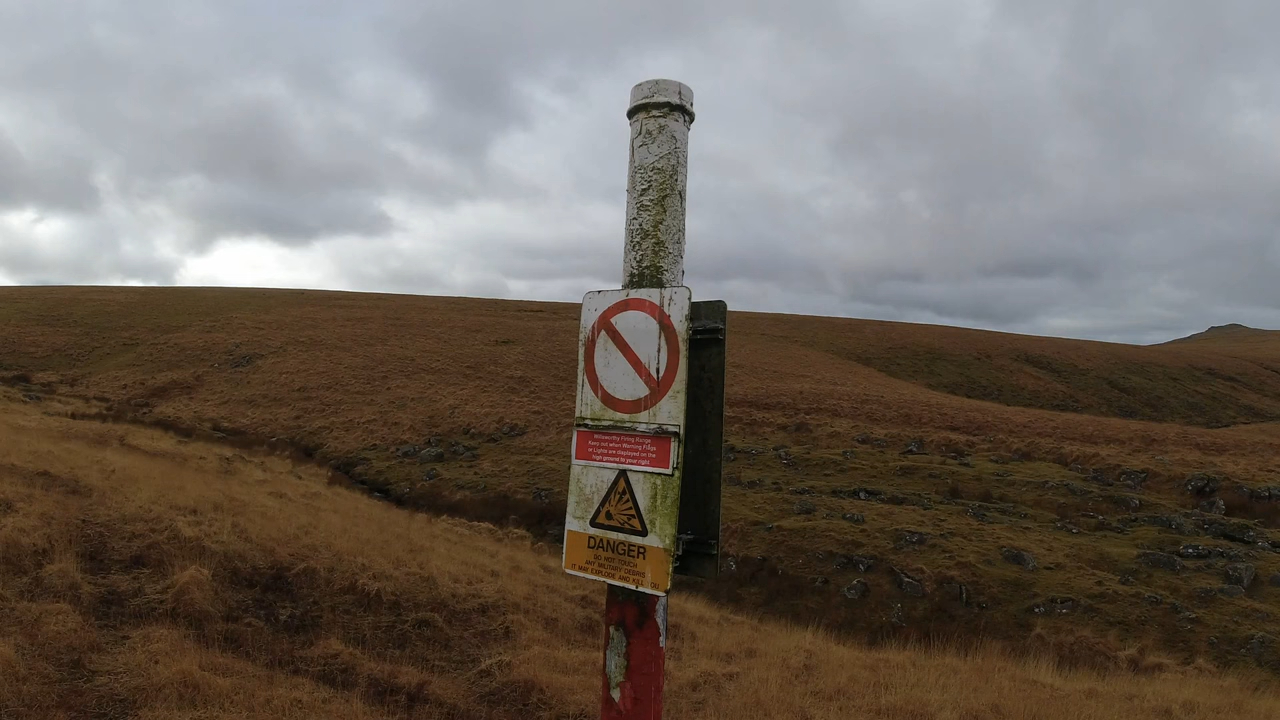 Willsworthy Firing Range
Keep out when Warning Flags
or Lights are displayed on the
high ground to your right
DANGER
DO NOT TOUCH
ANY MILITARY DEBRIS
IT MAY EXPLODE AND KILL YOU